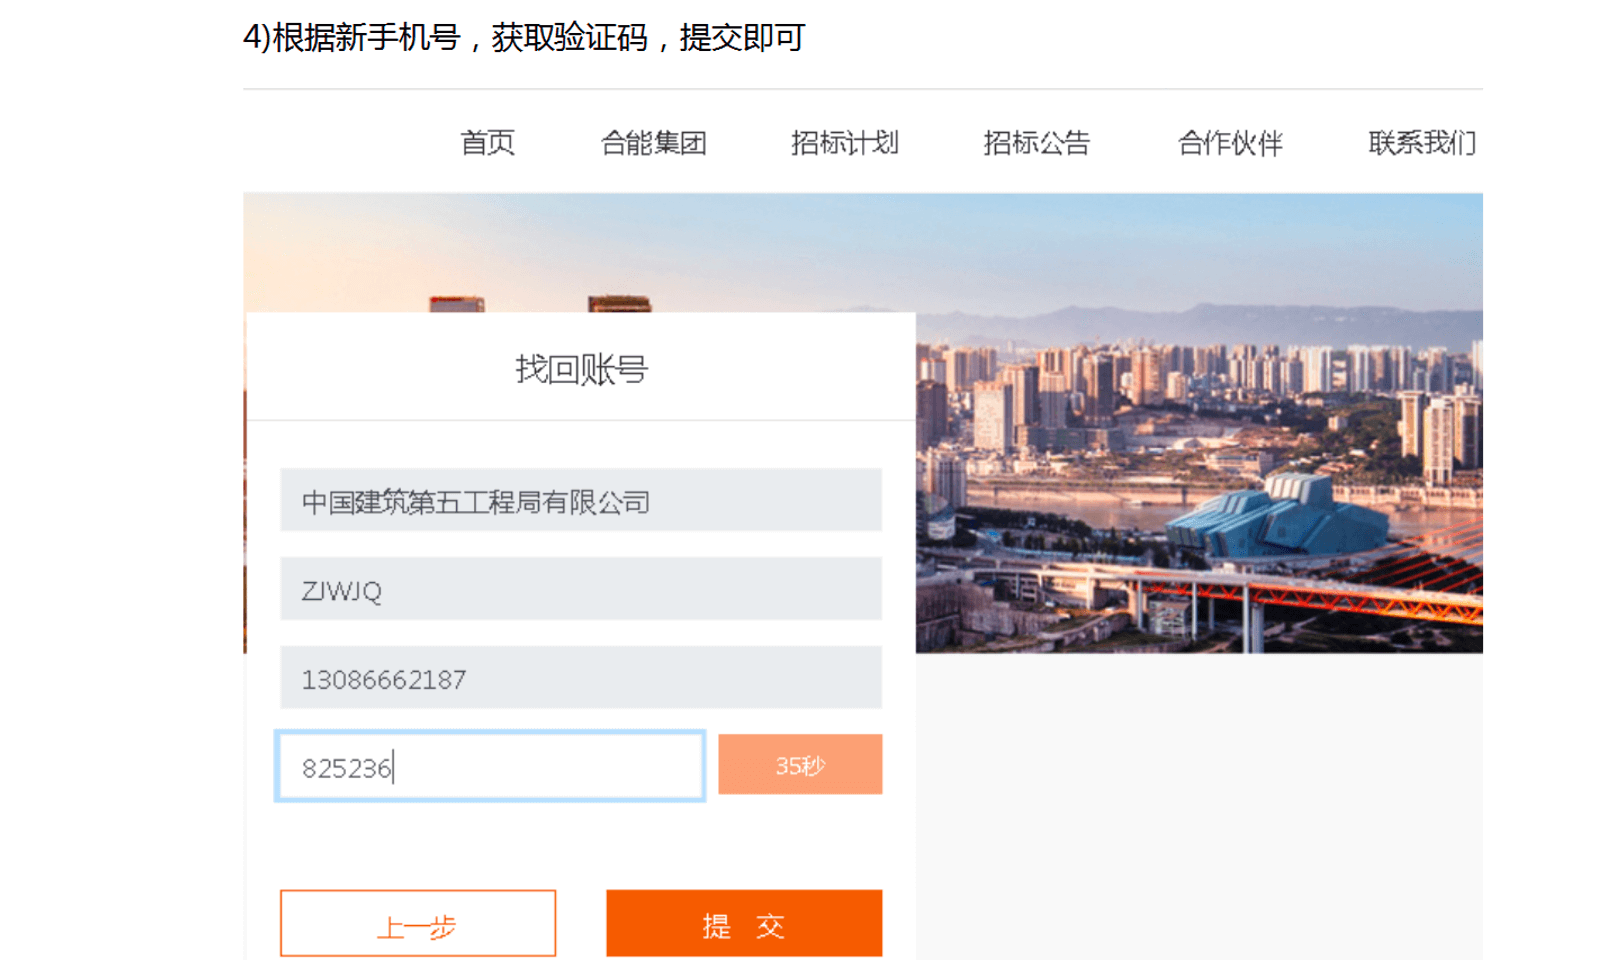 4)根据新手机号，获取验证码，提交即可
首页 合能集团 招标计划 招标公告 合作伙伴 联系我们
找回账号
中国建筑第五工程局有限公司
ZJWJQ
13086662187
825236 35秒
上一步 提 交